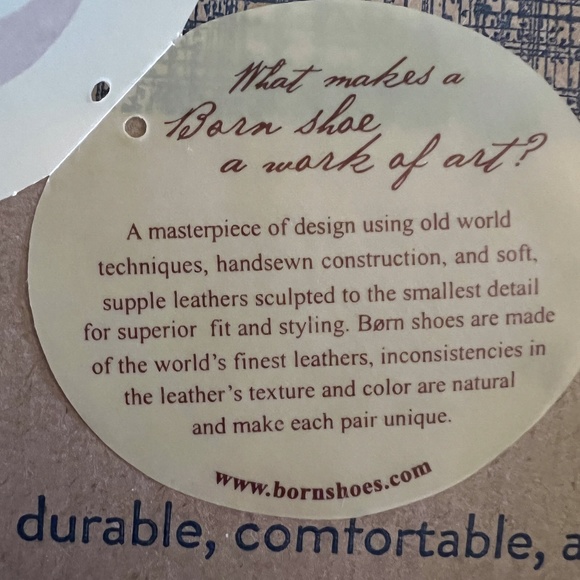 What makes a
Born shoe
a work of art?
A masterpiece of design using old world
techniques, handsewn construction, and soft,
supple leathers sculpted to the smallest detail
for superior fit and styling. Børn shoes are made
of the world's finest leathers, inconsistencies in
the leather's texture and color are natural
and make each pair unique.
www.bornshoes.com
durable, comfortable, a